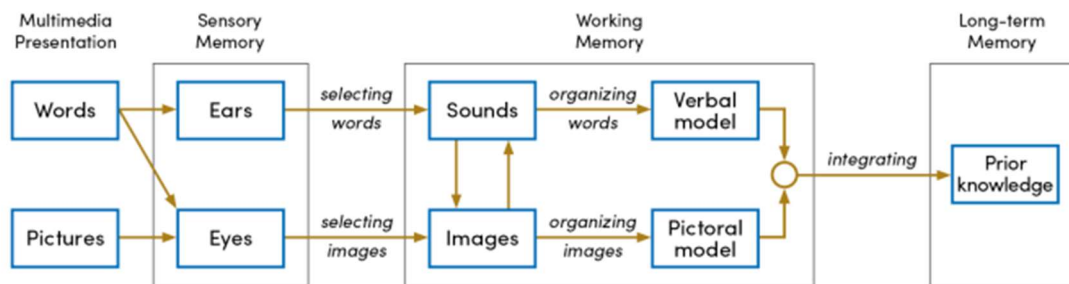 Multimedia
Presentation
Sensory
Memory
Working
Memory
Long-term
Memory
Words
Ears
selecting
words
Sounds
organizing
words
Verbal
model
integrating
Prior
knowledge
Pictures
Eyes
selecting
images
Images
organizing
images
Pictoral
model